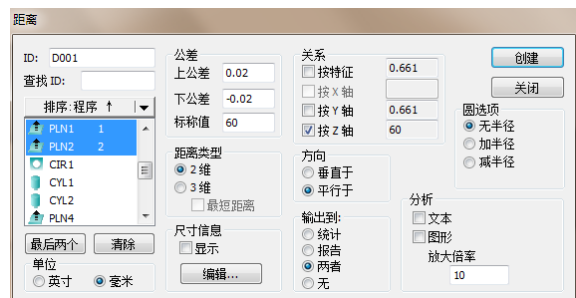 距离
ID: D001
查找 ID:
排序:程序 ↑
PLN1 1
PLN2 2
CIR1
CYL1
CYL2
PLN4
最后两个
清除
单位
英寸
毫米
公差
上公差 0.02
下公差 -0.02
标称值 60
距离类型
2 维
3 维
最短距离
尺寸信息
显示
编辑...
关系
按特征 0.661
按 X 轴
按 Y 轴 0.661
按 Z 轴 60
方向
垂直于
平行于
输出到:
统计
报告
两者
无
创建
关闭
圆选项
无半径
加半径
减半径
分析
文本
图形
放大倍率
10